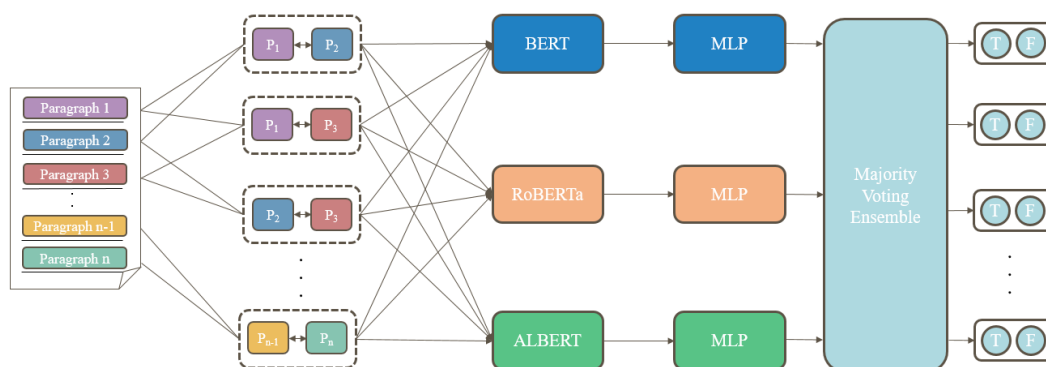 Paragraph 1
Paragraph 2
Paragraph 3
Paragraph n-1
Paragraph n
P1 P2
P1 P3
P2 P3
Pn-1 Pn
BERT
MLP
RoBERTa
MLP
ALBERT
MLP
Majority
Voting
Ensemble
T F
T F
T F
T F